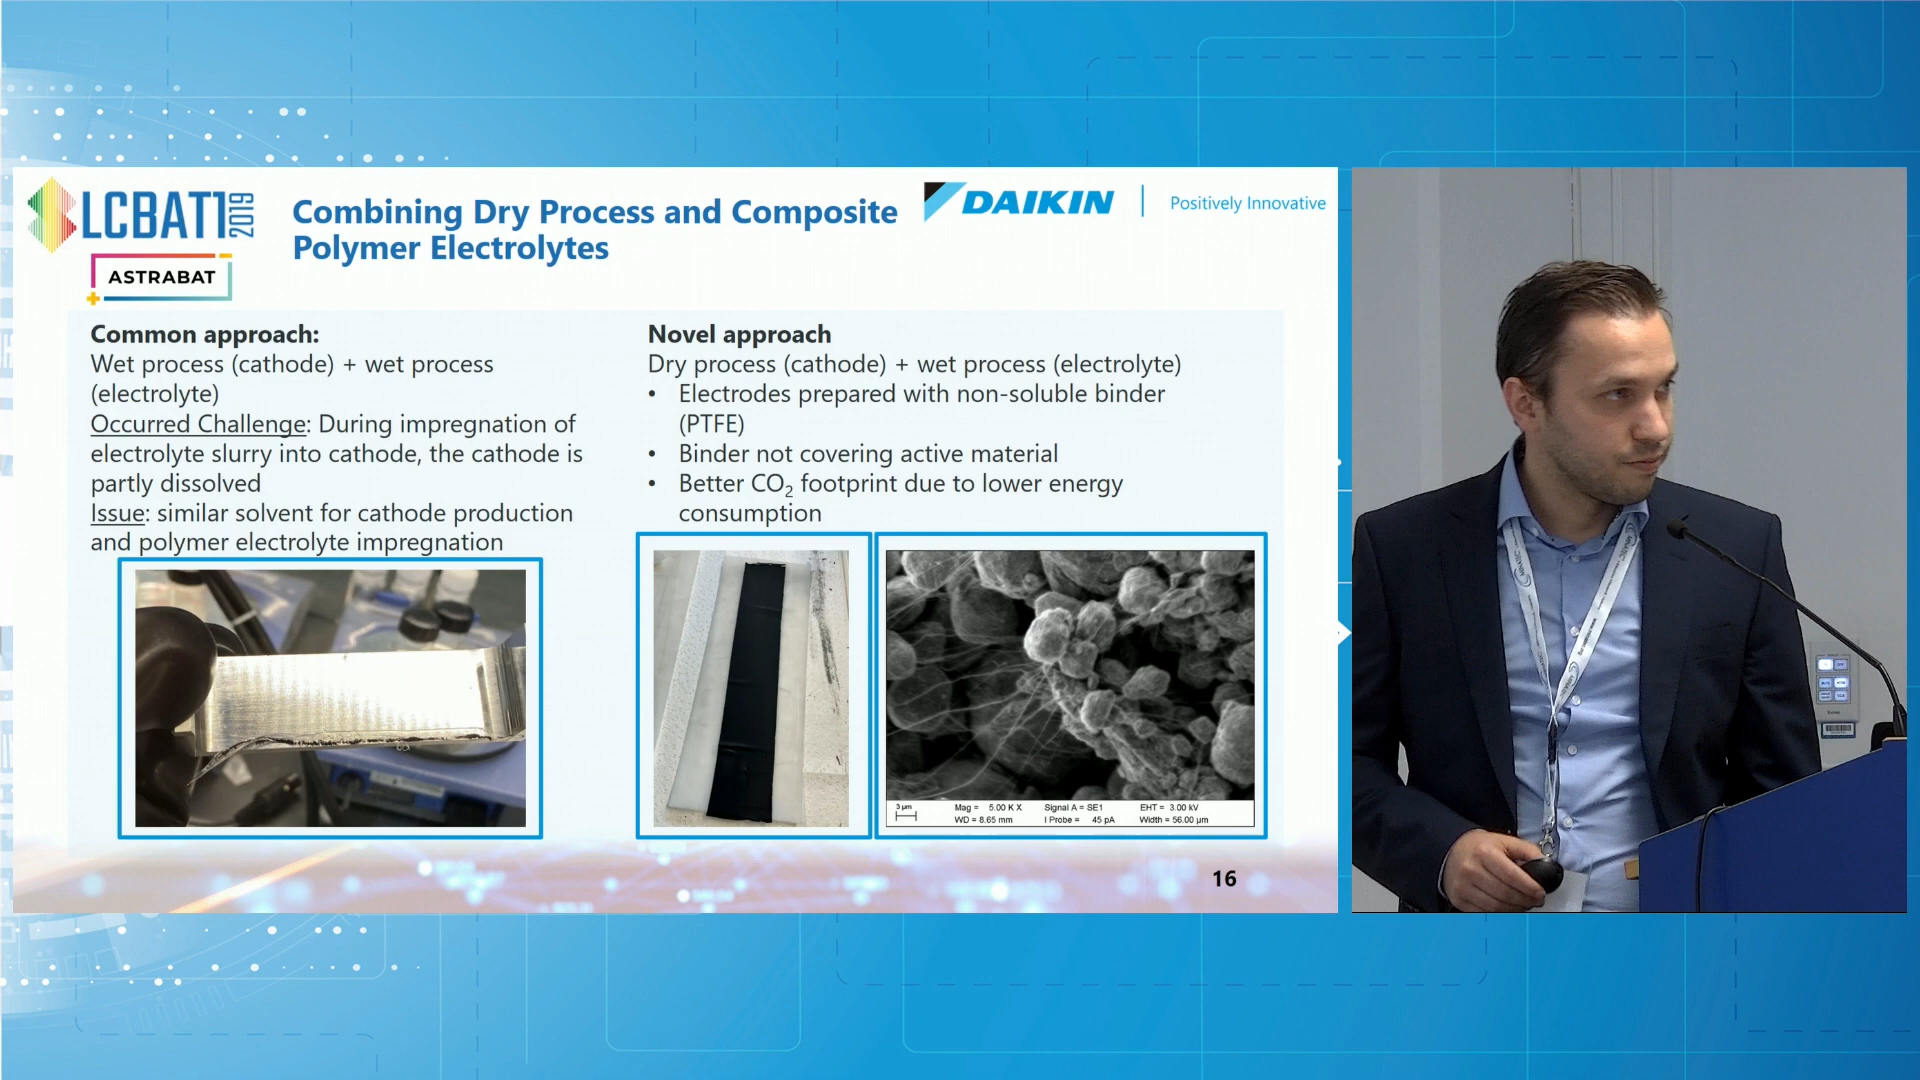 LCBAT1 2019
ASTRABAT
Combining Dry Process and Composite
Polymer Electrolytes
DAIKIN
Positively Innovative
Common approach:
Wet process (cathode) + wet process
(electrolyte)
Occurred Challenge: During impregnation of
electrolyte slurry into cathode, the cathode is
partly dissolved
Issue: similar solvent for cathode production
and polymer electrolyte impregnation
Novel approach
Dry process (cathode) + wet process (electrolyte)
• Electrodes prepared with non-soluble binder
(PTFE)
• Binder not covering active material
• Better CO₂ footprint due to lower energy
consumption
3 µm
Mag = 5.00 K X Signal A = SE1 EHT = 3.00 kV
WD = 8.65 mm I Probe = 45 pA Width = 56.00 µm
16